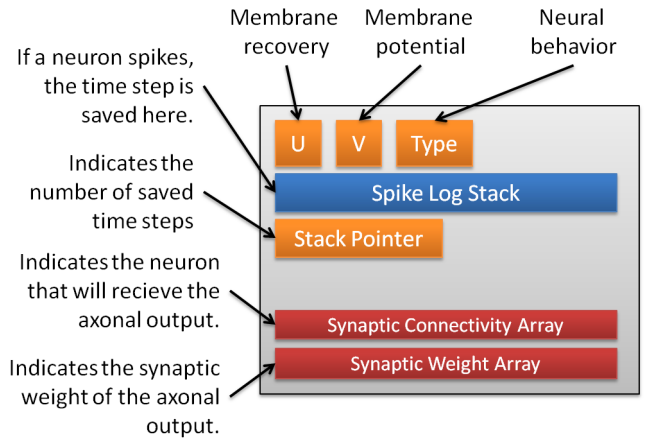 Membrane
recovery
Membrane
potential
Neural
behavior
If a neuron spikes,
the time step is
saved here.
U
V
Type
Indicates the
number of saved
time steps
Spike Log Stack
Stack Pointer
Indicates the neuron
that will recieve the
axonal output.
Synaptic Connectivity Array
Indicates the synaptic
weight of the axonal
output.
Synaptic Weight Array